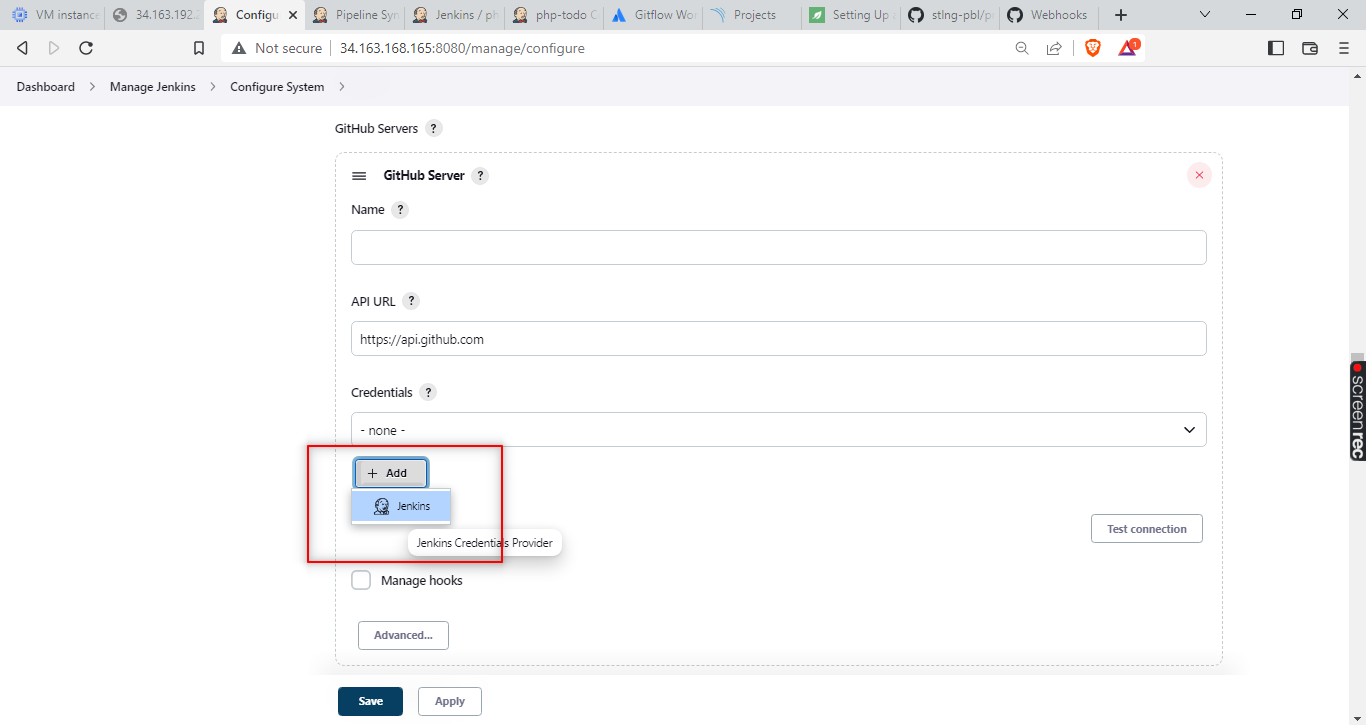 VM instance
34.163.192.
Configu
Pipeline Syn
Jenkins / ph
php-todo C
Gitflow Wor
Projects
Setting Up a
stlng-pbl/p
Webhooks
Not secure
34.163.168.165:8080/manage/configure
1
Dashboard > Manage Jenkins > Configure System >
GitHub Servers ?
GitHub Server ?
Name ?
API URL ?
https://api.github.com
Credentials ?
- none -
+ Add
Jenkins
Jenkins Credentials Provider
Test connection
Manage hooks
Advanced...
Save
Apply
screenrec